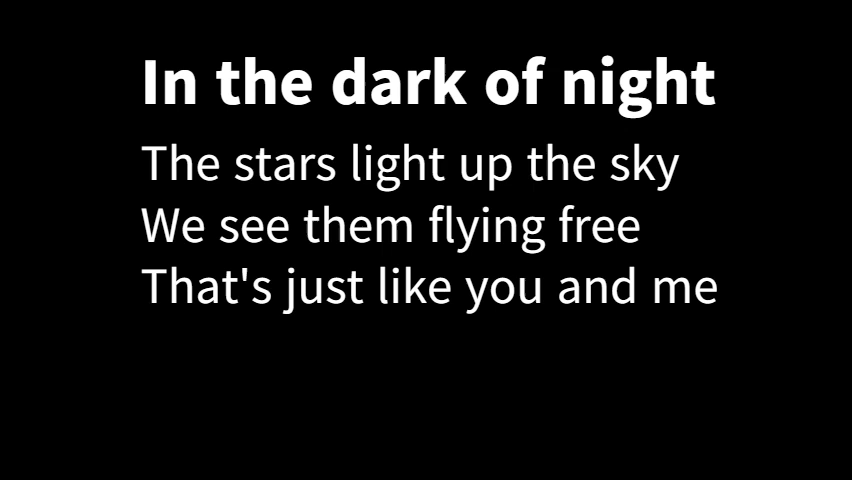 In the dark of night
The stars light up the sky
We see them flying free
That's just like you and me